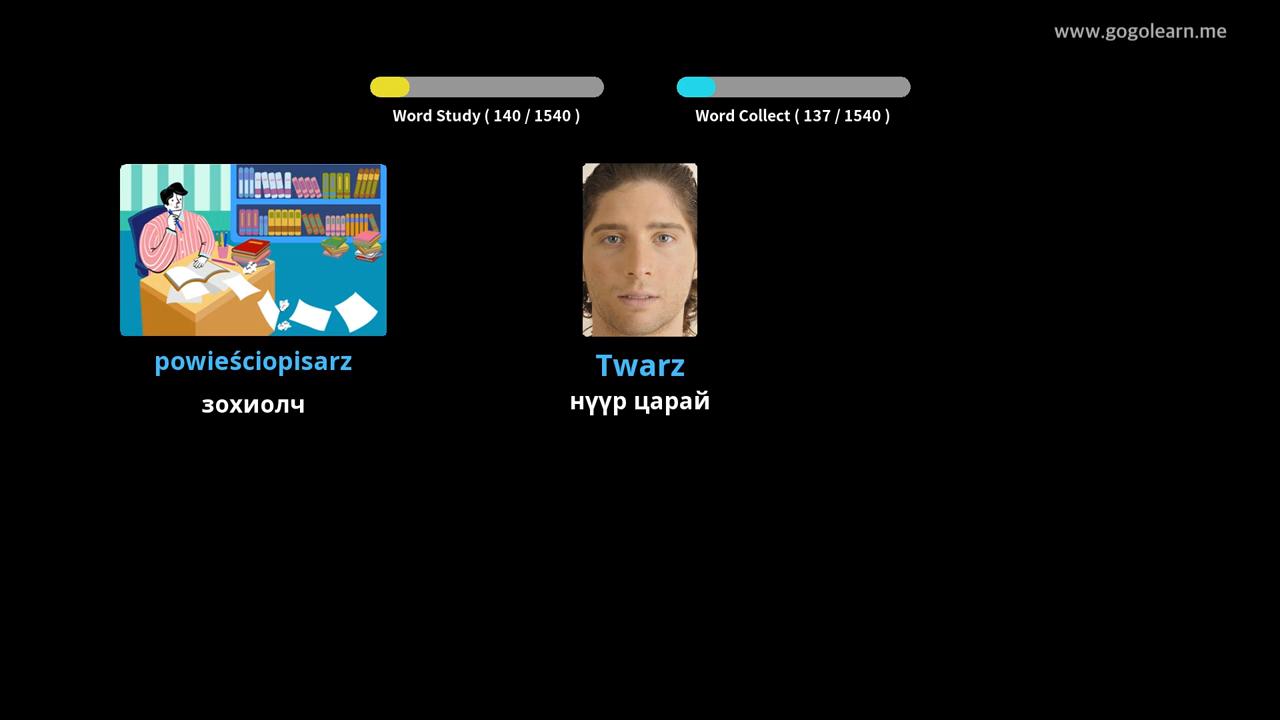 www.gogolearn.me
Word Study ( 140 / 1540 )
Word Collect ( 137 / 1540 )
powieściopisarz
зохиолч
Twarz
нүүр царай